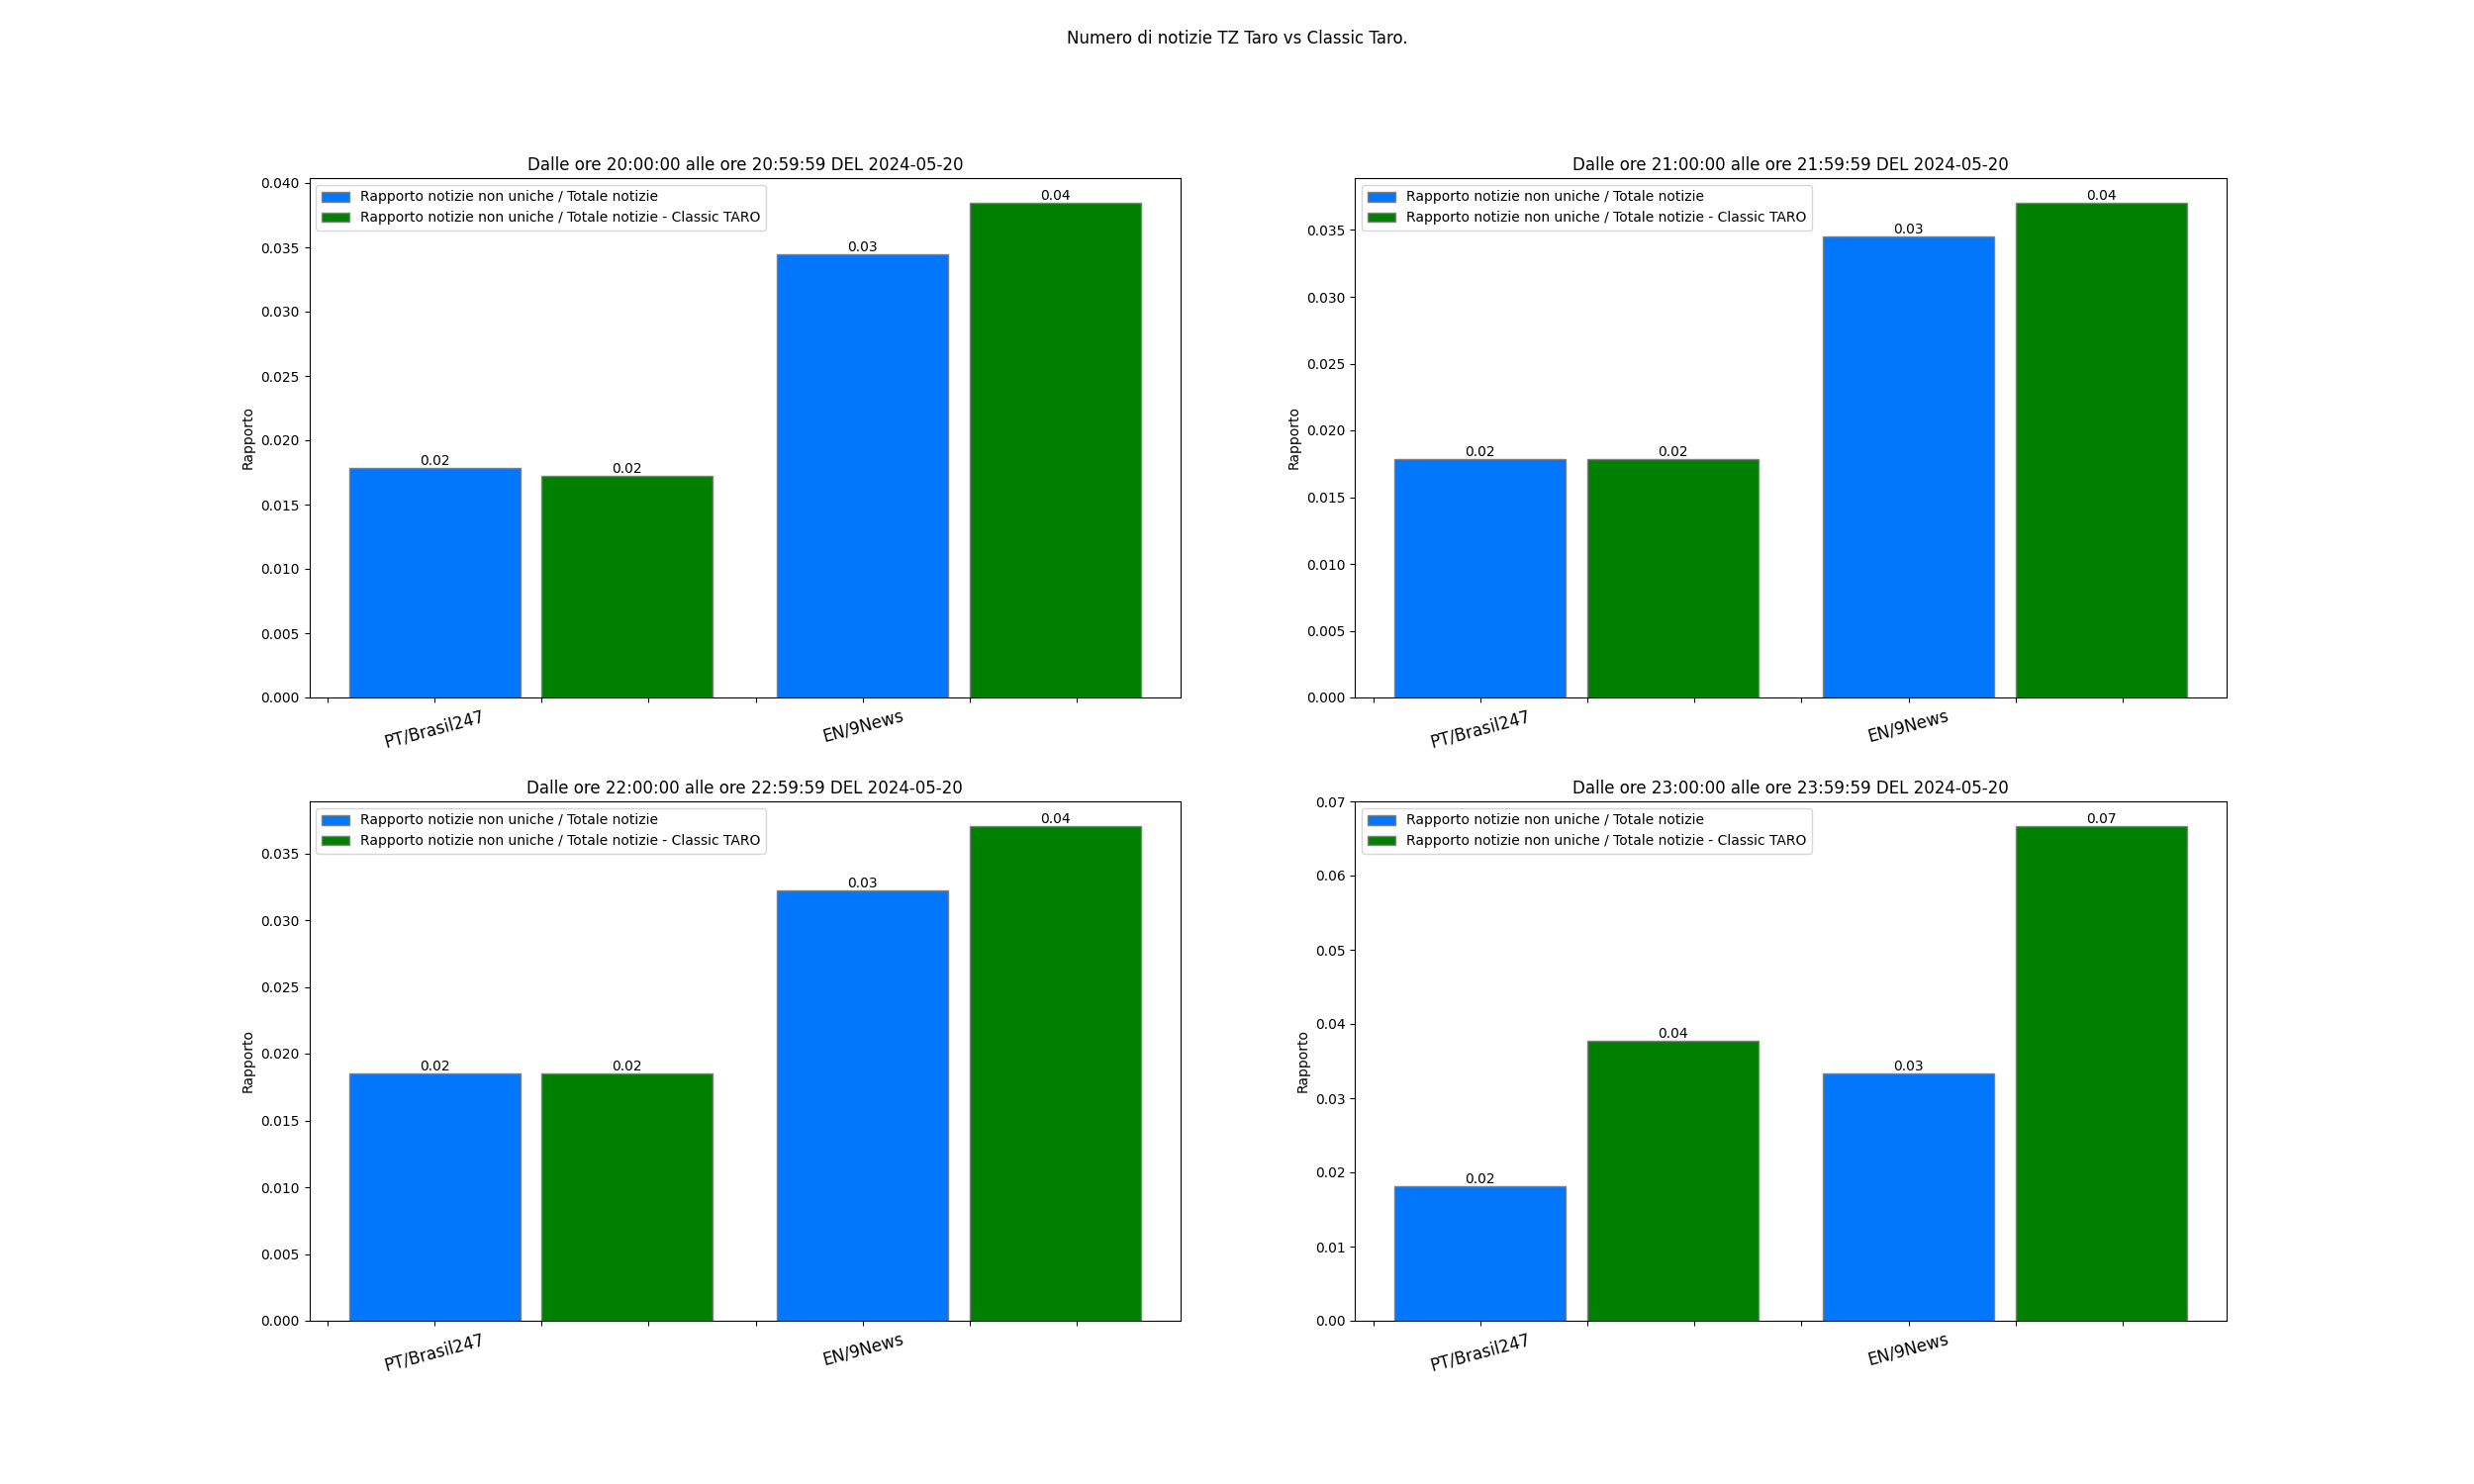 Numero di notizie TZ Taro vs Classic Taro.
Dalle ore 20:00:00 alle ore 20:59:59 DEL 2024-05-20
Rapporto notizie non uniche / Totale notizie
Rapporto notizie non uniche / Totale notizie - Classic TARO
Rapporto
0.040
0.035
0.030
0.025
0.020
0.015
0.010
0.005
0.000
0.02
0.02
0.03
0.04
PT/Brasil247
EN/9News
Dalle ore 21:00:00 alle ore 21:59:59 DEL 2024-05-20
Rapporto notizie non uniche / Totale notizie
Rapporto notizie non uniche / Totale notizie - Classic TARO
Rapporto
0.035
0.030
0.025
0.020
0.015
0.010
0.005
0.000
0.02
0.02
0.03
0.04
PT/Brasil247
EN/9News
Dalle ore 22:00:00 alle ore 22:59:59 DEL 2024-05-20
Rapporto notizie non uniche / Totale notizie
Rapporto notizie non uniche / Totale notizie - Classic TARO
Rapporto
0.035
0.030
0.025
0.020
0.015
0.010
0.005
0.000
0.02
0.02
0.03
0.04
PT/Brasil247
EN/9News
Dalle ore 23:00:00 alle ore 23:59:59 DEL 2024-05-20
Rapporto notizie non uniche / Totale notizie
Rapporto notizie non uniche / Totale notizie - Classic TARO
Rapporto
0.07
0.06
0.05
0.04
0.03
0.02
0.01
0.00
0.02
0.04
0.03
0.07
PT/Brasil247
EN/9News